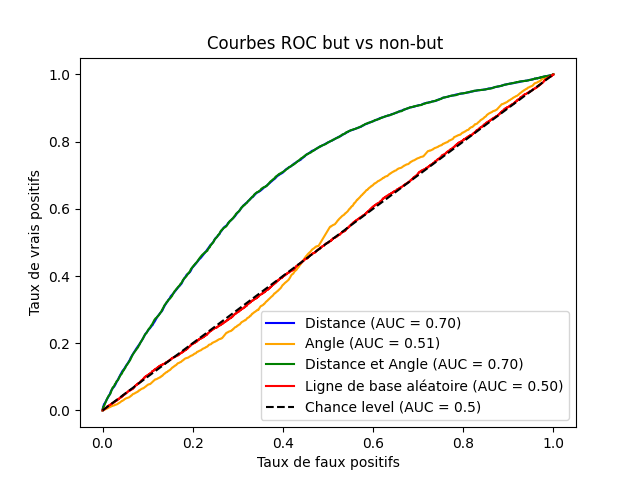 Courbes ROC but vs non-but
Taux de vrais positifs
1.0
0.8
0.6
0.4
0.2
0.0
Distance (AUC = 0.70)
Angle (AUC = 0.51)
Distance et Angle (AUC = 0.70)
Ligne de base aléatoire (AUC = 0.50)
Chance level (AUC = 0.5)
0.0 0.2 0.4 0.6 0.8 1.0
Taux de faux positifs